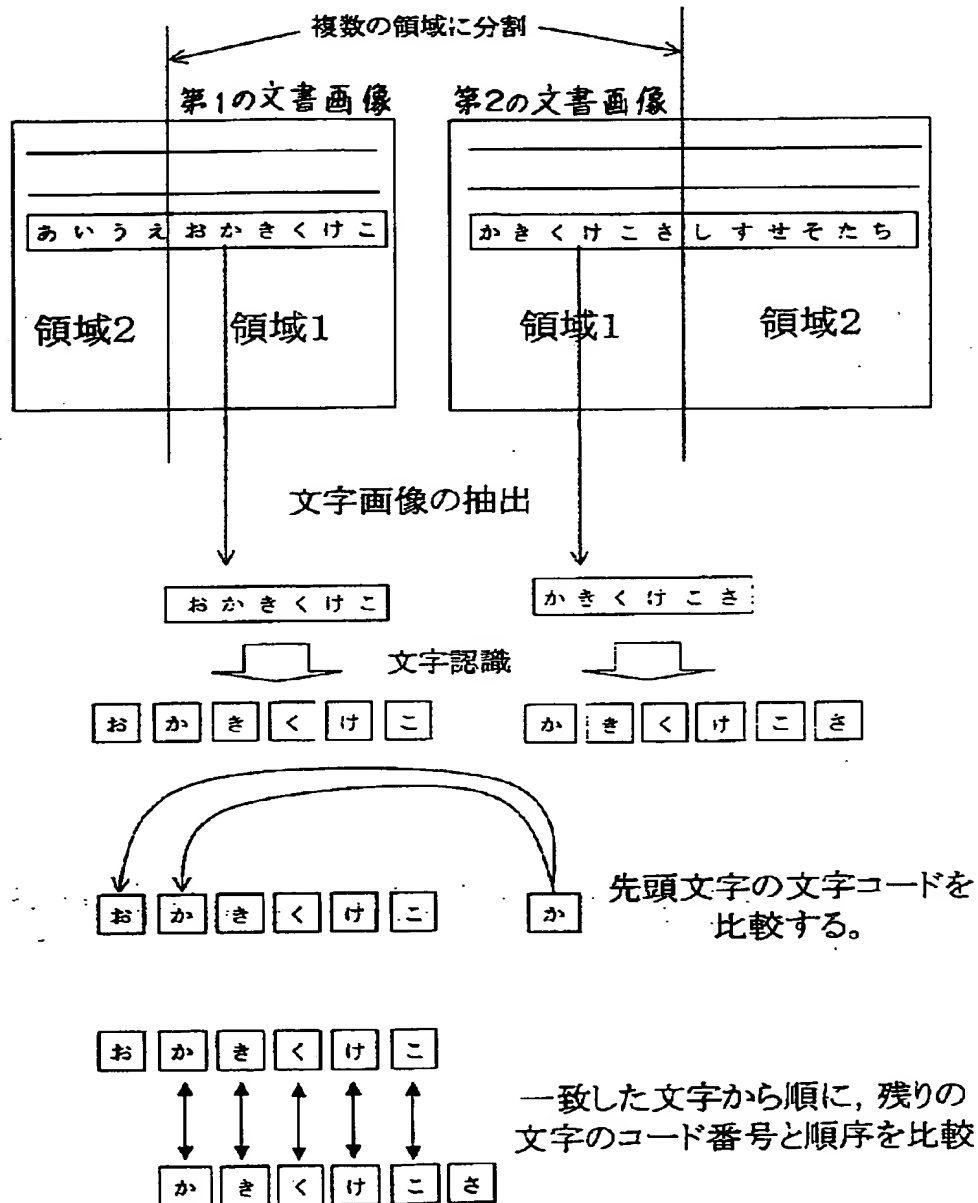 複数の領域に分割
第1の文書画像 第2の文書画像
あいうえおかきくけこ かきくけこさしすせそたち
領域2 領域1 領域1 領域2
文字画像の抽出
おかきくけこ かきくけこさ
文字認識
お か き く け こ か き く け こ さ
お か き く け こ か
先頭文字の文字コードを
比較する。
お か き く け こ
一致した文字から順に，残りの
文字のコード番号と順序を比較
か き く け こ さ